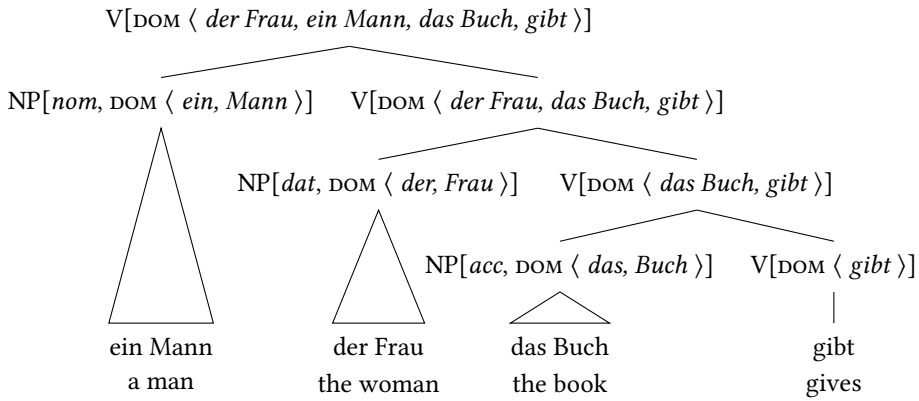 V[DOM ⟨ der Frau, ein Mann, das Buch, gibt ⟩]
NP[nom, DOM ⟨ ein, Mann ⟩] V[DOM ⟨ der Frau, das Buch, gibt ⟩]
NP[dat, DOM ⟨ der, Frau ⟩] V[DOM ⟨ das Buch, gibt ⟩]
NP[acc, DOM ⟨ das, Buch ⟩] V[DOM ⟨ gibt ⟩]
ein Mann der Frau das Buch gibt
a man the woman the book gives